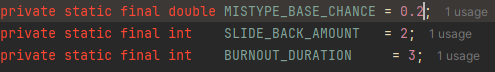 private static final double MISTYPE_BASE_CHANCE = 0.2; 1 usage
private static final int    SLIDE_BACK_AMOUNT   = 2; 1 usage
private static final int    BURNOUT_DURATION     = 3; 1 usage